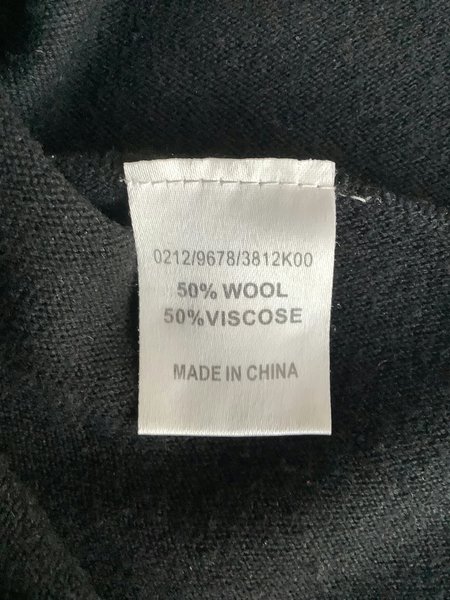 0212/9678/3812K00
50% WOOL
50%VISCOSE
MADE IN CHINA